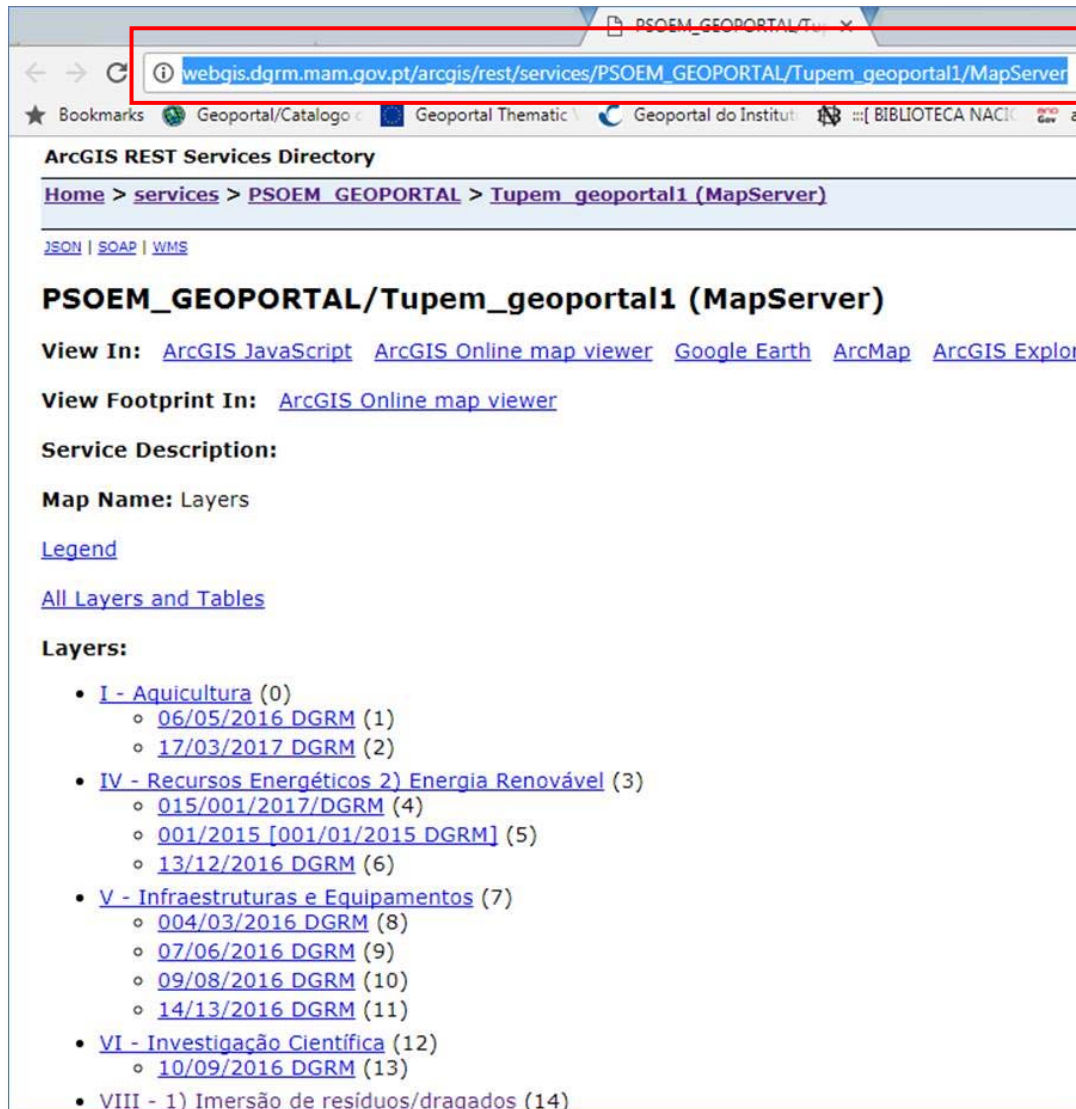 PSOEM_GEOPORTAL/Tup
webgis.dgrm.mam.gov.pt/arcgis/rest/services/PSOEM_GEOPORTAL/Tupem_geoportal1/MapServer
Bookmarks Geoportal/Catalogo Geoportal Thematic Geoportal do Institut :::[ BIBLIOTECA NACI
ArcGIS REST Services Directory
Home > services > PSOEM_GEOPORTAL > Tupem_geoportal1 (MapServer)
JSON | SOAP | WMS
PSOEM_GEOPORTAL/Tupem_geoportal1 (MapServer)
View In: ArcGIS JavaScript ArcGIS Online map viewer Google Earth ArcMap ArcGIS Explor
View Footprint In: ArcGIS Online map viewer
Service Description:
Map Name: Layers
Legend
All Layers and Tables
Layers:
• I - Aquicultura (0)
○ 06/05/2016 DGRM (1)
○ 17/03/2017 DGRM (2)
• IV - Recursos Energéticos 2) Energia Renovável (3)
○ 015/001/2017/DGRM (4)
○ 001/2015 [001/01/2015 DGRM] (5)
○ 13/12/2016 DGRM (6)
• V - Infraestruturas e Equipamentos (7)
○ 004/03/2016 DGRM (8)
○ 07/06/2016 DGRM (9)
○ 09/08/2016 DGRM (10)
○ 14/13/2016 DGRM (11)
• VI - Investigação Científica (12)
○ 10/09/2016 DGRM (13)
• VIII - 1) Imersão de resíduos/dragados (14)